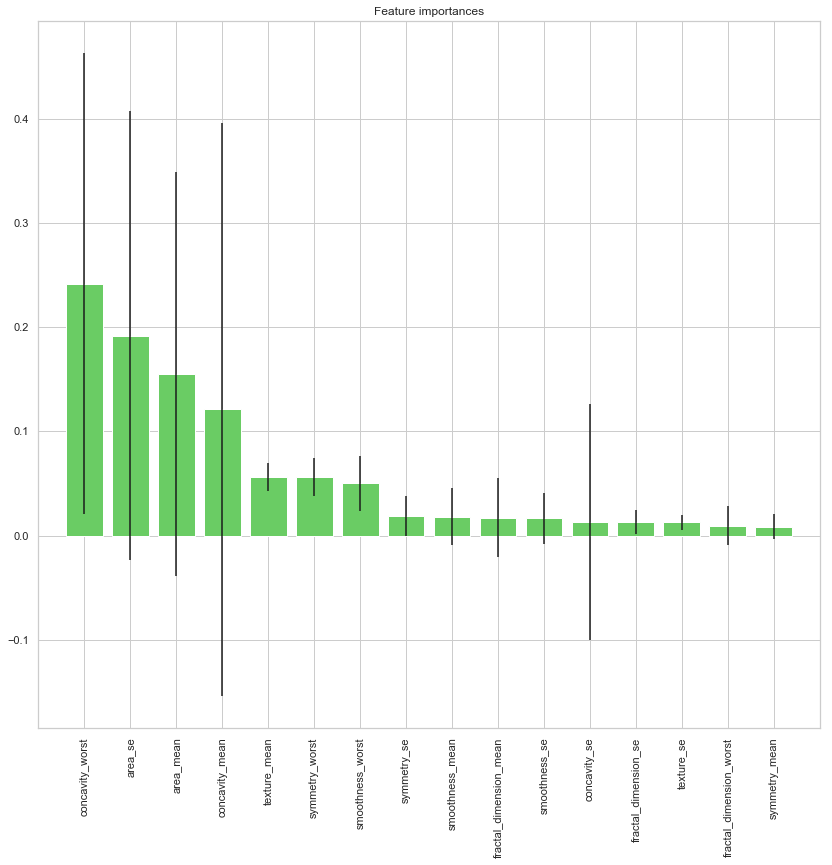 Feature importances
0.4
0.3
0.2
0.1
0.0
−0.1
concavity_worst
area_se
area_mean
concavity_mean
texture_mean
symmetry_worst
smoothness_worst
symmetry_se
smoothness_mean
fractal_dimension_mean
smoothness_se
concavity_se
fractal_dimension_se
texture_se
fractal_dimension_worst
symmetry_mean